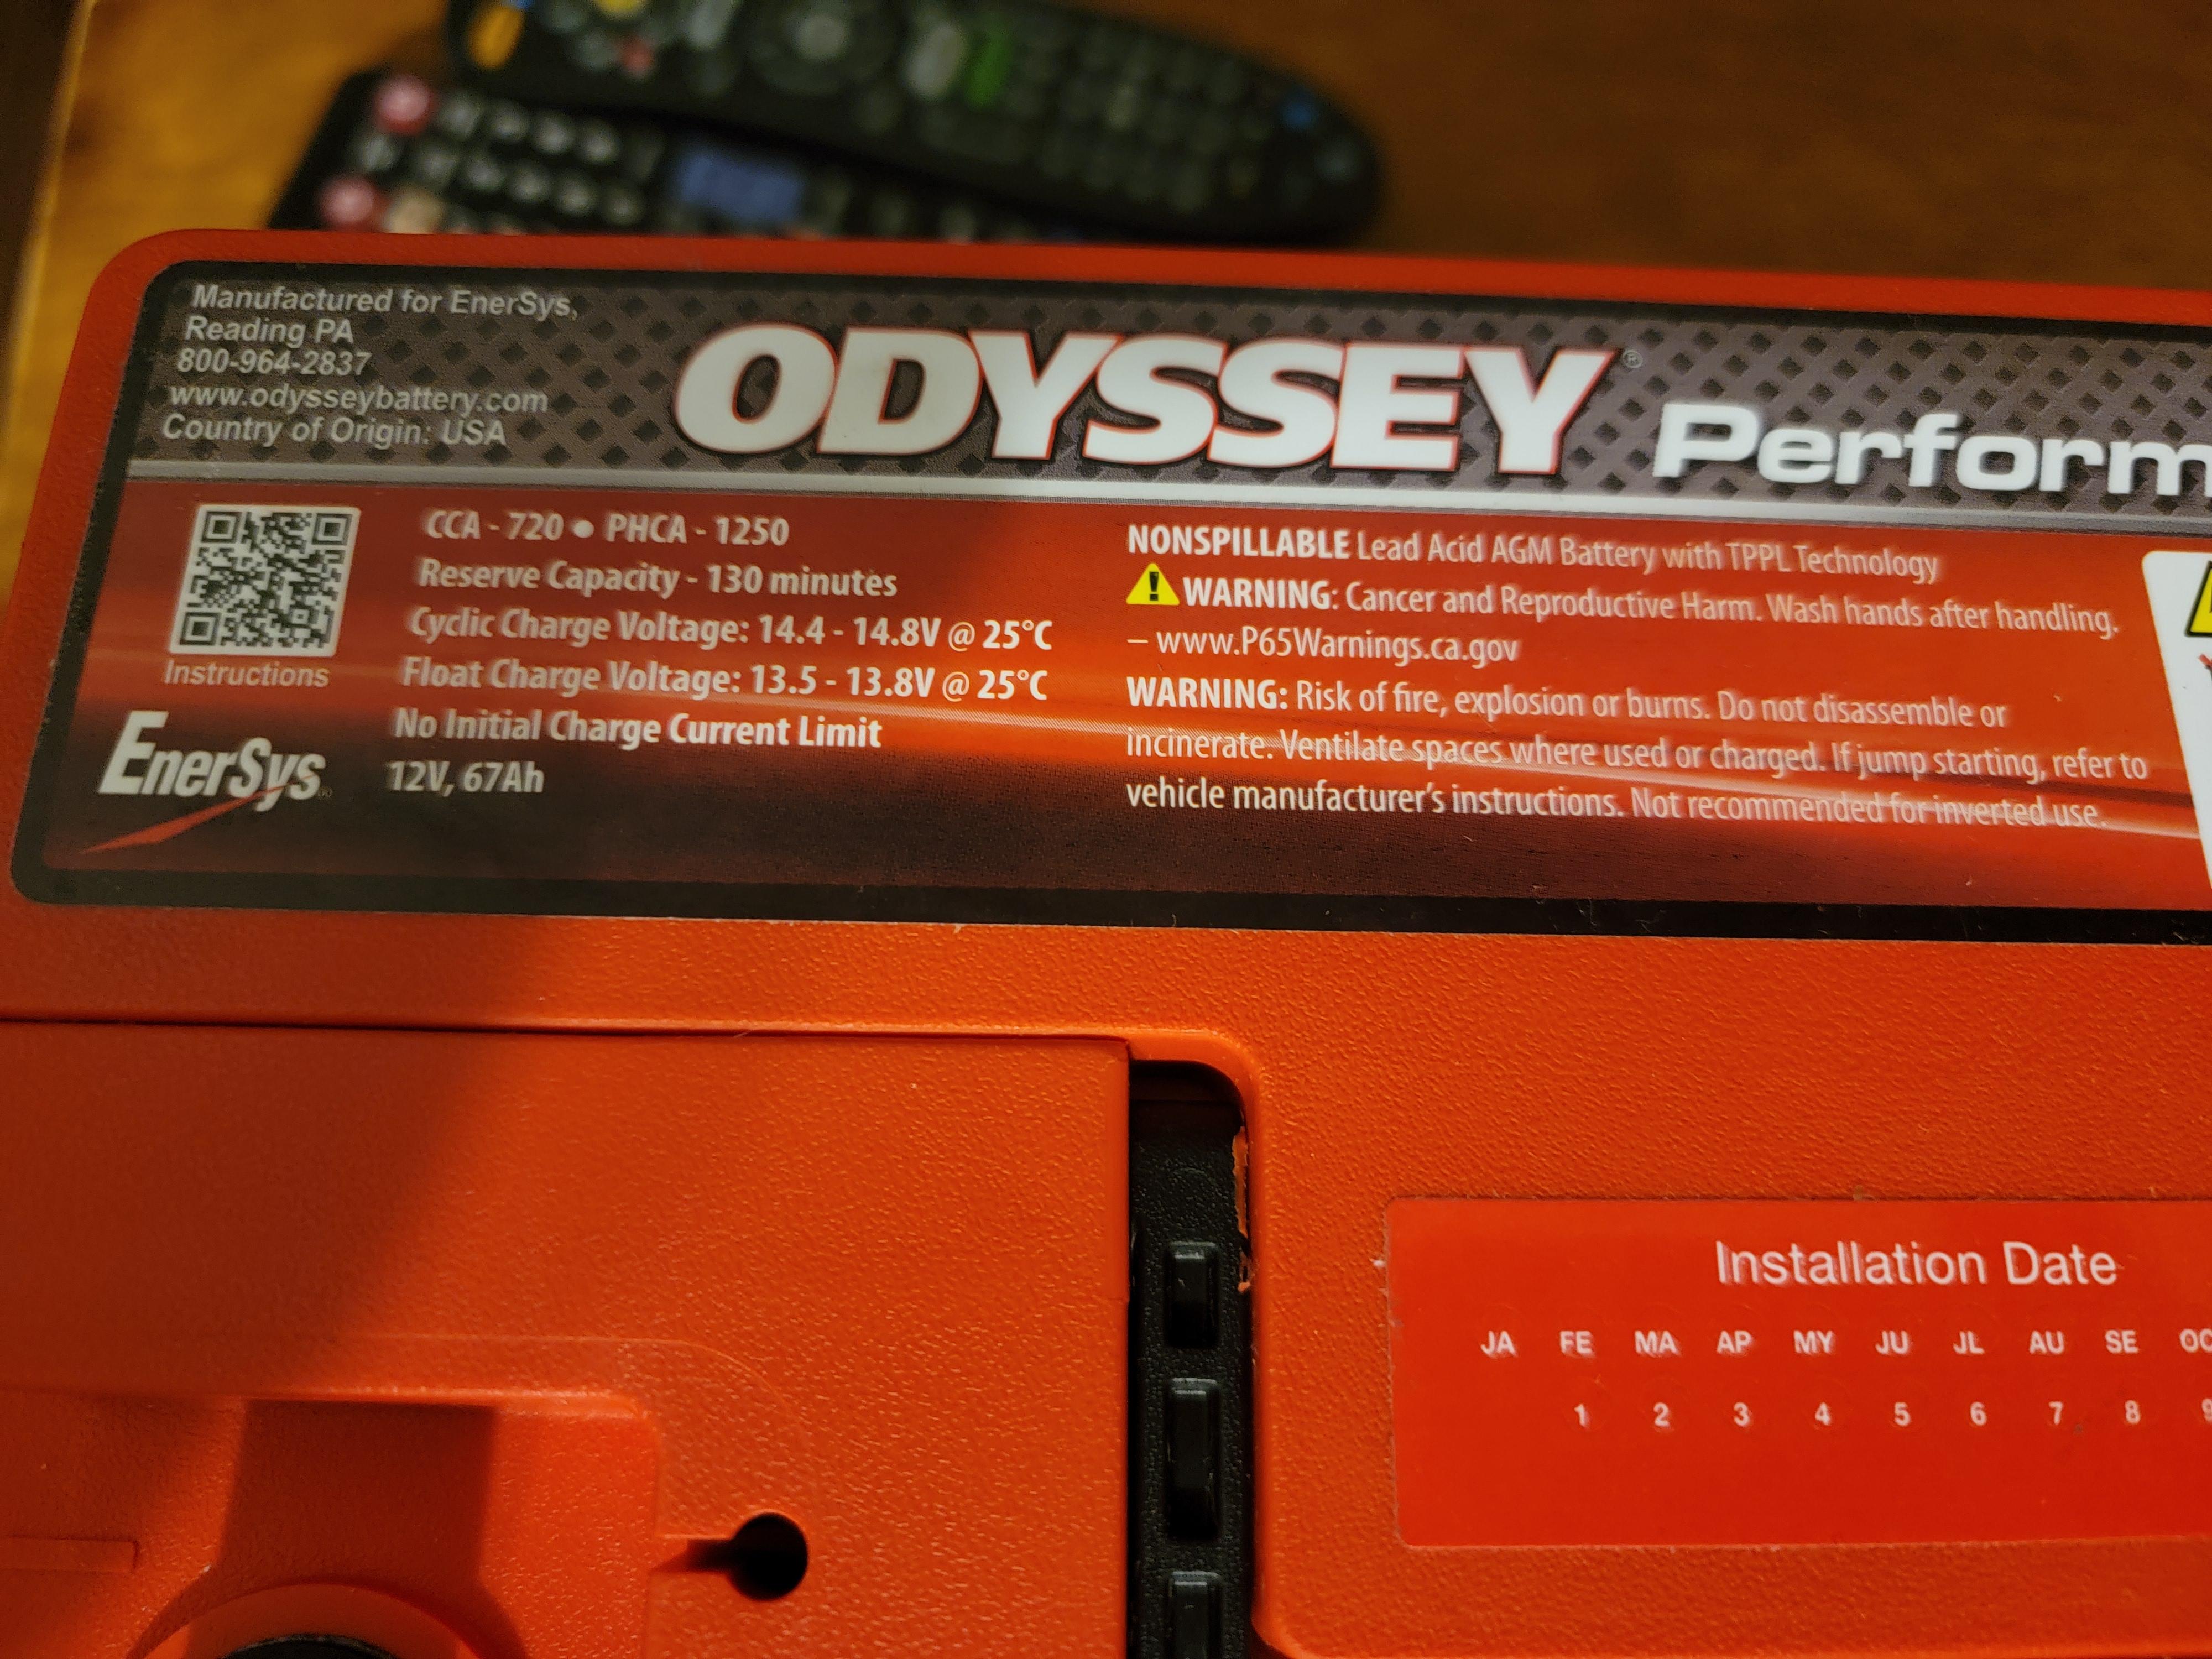 Manufactured for EnerSys,
Reading PA
800-964-2837
www.odysseybattery.com
Country of Origin: USA
ODYSSEY®
Perform
Instructions
EnerSys
CCA - 720 • PHCA - 1250
Reserve Capacity - 130 minutes
Cyclic Charge Voltage: 14.4 - 14.8V @ 25°C
Float Charge Voltage: 13.5 - 13.8V @ 25°C
No Initial Charge Current Limit
12V, 67Ah
NONSPILLABLE Lead Acid AGM Battery with TPPL Technology
WARNING: Cancer and Reproductive Harm. Wash hands after handling.
– www.P65Warnings.ca.gov
WARNING: Risk of fire, explosion or burns. Do not disassemble or
incinerate. Ventilate spaces where used or charged. If jump starting, refer to
vehicle manufacturer's instructions. Not recommended for inverted use.
Installation Date
JA FE MA AP MY JU JL AU SE OC
1 2 3 4 5 6 7 8 9